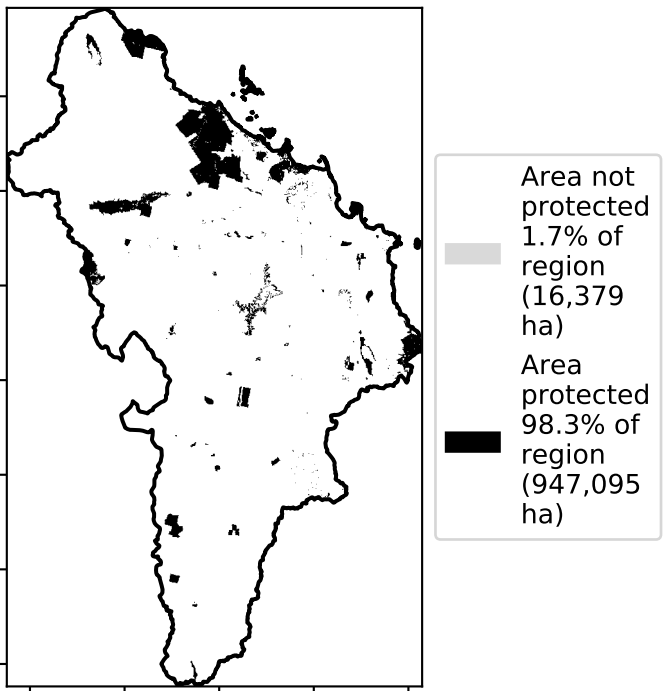 Area not
protected
1.7% of
region
(16,379
ha)
Area
protected
98.3% of
region
(947,095
ha)